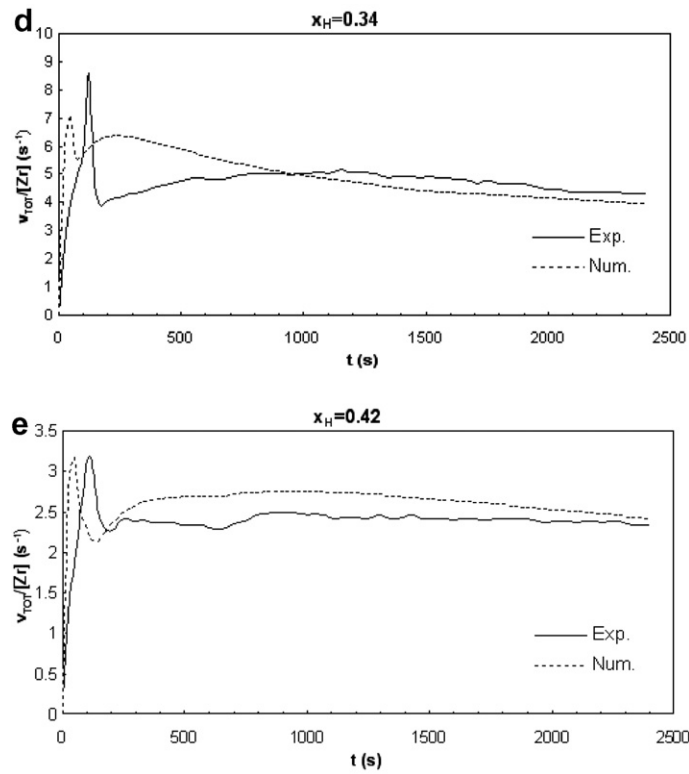 d
x_H=0.34
10
9
8
7
6
5
4
3
2
1
0
v_TOT/[Zr] (s⁻¹)
0 500 1000 1500 2000 2500
t (s)
Exp.
Num.
e
x_H=0.42
3.5
3
2.5
2
1.5
1
0.5
0
v_TOT/[Zr] (s⁻¹)
0 500 1000 1500 2000 2500
t (s)
Exp.
Num.